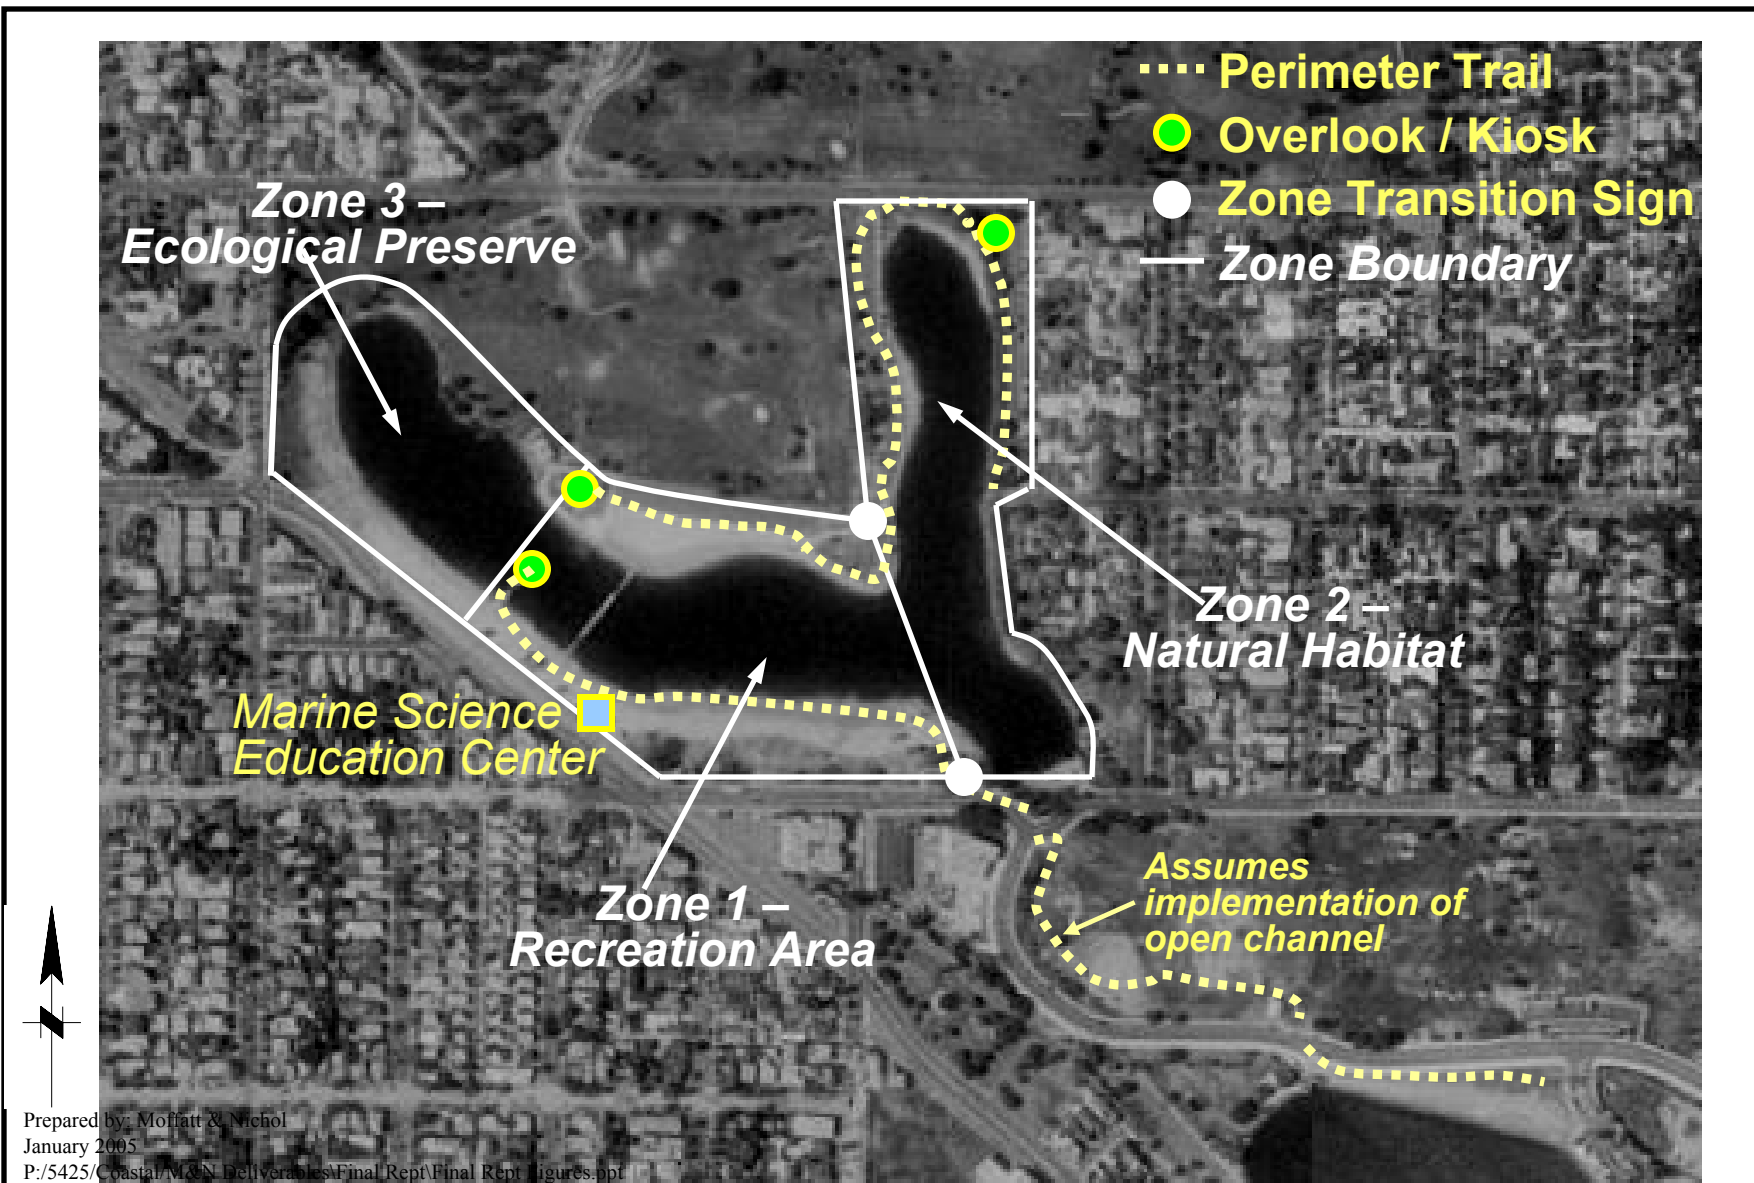 Perimeter Trail
Overlook / Kiosk
Zone Transition Sign
Zone Boundary
Zone 3 –
Ecological Preserve
Zone 2 –
Natural Habitat
Marine Science
Education Center
Zone 1 –
Recreation Area
Assumes
implementation of
open channel
N
Prepared by: Moffatt & Nichol
January 2005
P:/5425/Coastal/M&N Deliverables\Final Rept\Final Rept Figures.ppt